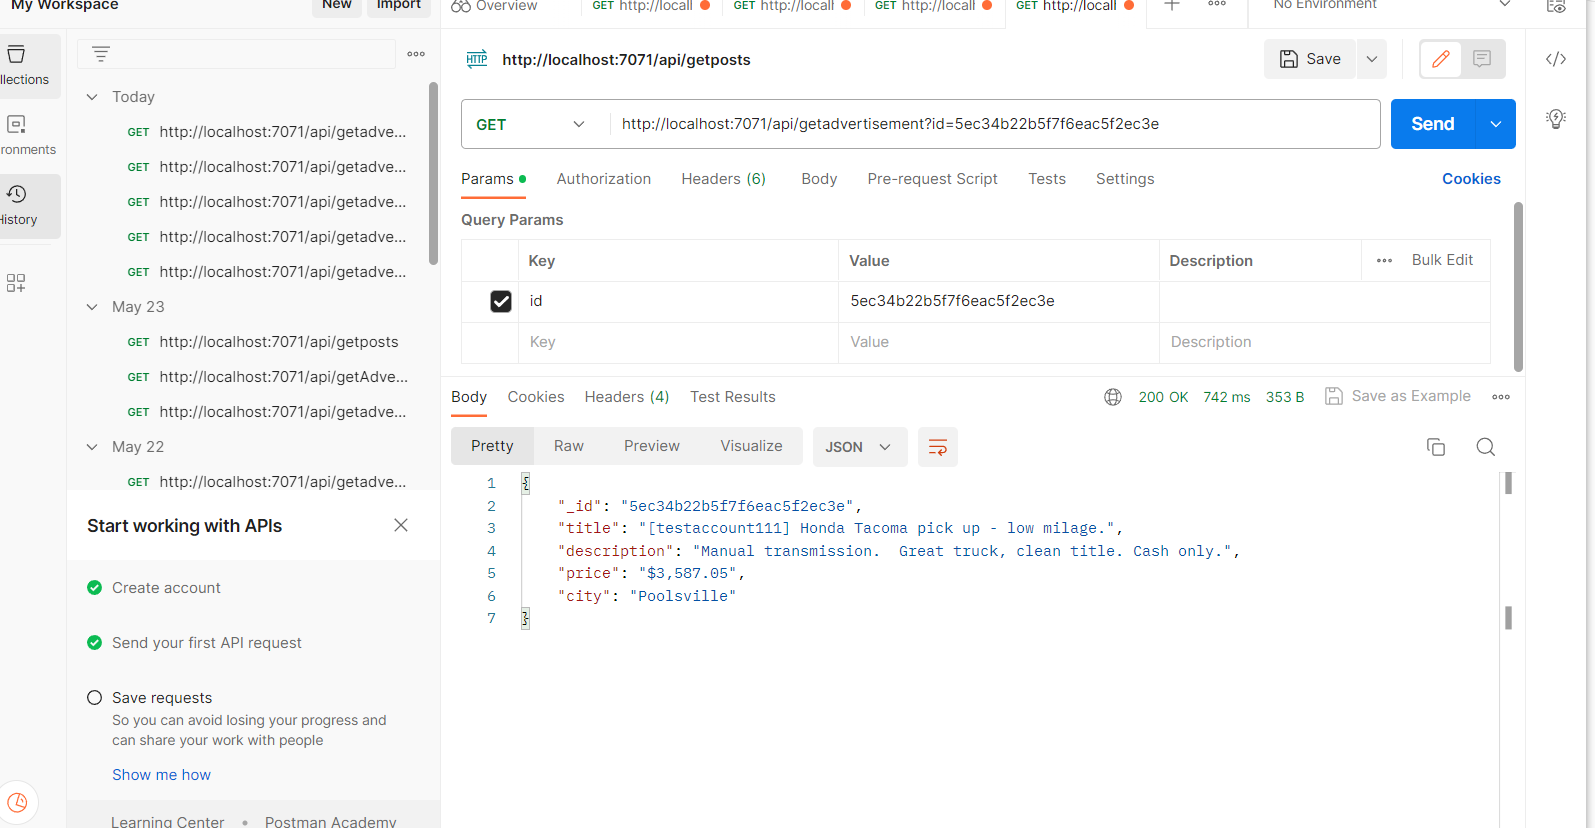 My Workspace
New
Import
Overview
GET http://locall
GET http://locall
GET http://locall
GET http://locall
No Environment
llections
ronments
History
Today
GET http://localhost:7071/api/getadve...
GET http://localhost:7071/api/getadve...
GET http://localhost:7071/api/getadve...
GET http://localhost:7071/api/getadve...
GET http://localhost:7071/api/getadve...
May 23
GET http://localhost:7071/api/getposts
GET http://localhost:7071/api/getAdve...
GET http://localhost:7071/api/getadve...
May 22
GET http://localhost:7071/api/getadve...
Start working with APIs
Create account
Send your first API request
Save requests
So you can avoid losing your progress and
can share your work with people
Show me how
Learning Center • Postman Academy
HTTP http://localhost:7071/api/getposts
Save
GET
http://localhost:7071/api/getadvertisement?id=5ec34b22b5f7f6eac5f2ec3e
Send
Params
Authorization
Headers (6)
Body
Pre-request Script
Tests
Settings
Cookies
Query Params
Key
Value
Description
Bulk Edit
id
5ec34b22b5f7f6eac5f2ec3e
Key
Value
Description
Body
Cookies
Headers (4)
Test Results
200 OK
742 ms
353 B
Save as Example
Pretty
Raw
Preview
Visualize
JSON
1 {
2 "_id": "5ec34b22b5f7f6eac5f2ec3e",
3 "title": "[testaccount111] Honda Tacoma pick up - low milage.",
4 "description": "Manual transmission.  Great truck, clean title. Cash only.",
5 "price": "$3,587.05",
6 "city": "Poolsville"
7 }